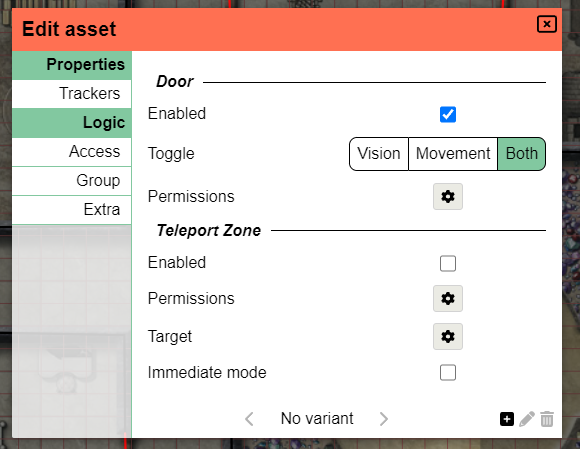 Edit asset
Properties
Trackers
Logic
Access
Group
Extra
Door
Enabled
Toggle Vision Movement Both
Permissions
Teleport Zone
Enabled
Permissions
Target
Immediate mode
No variant